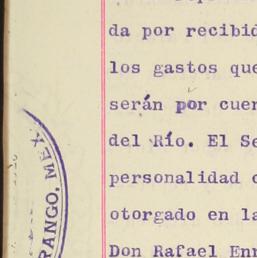 da por recibid
los gastos que
serán por cuen
del Río. El Se
personalidad c
otorgado en la
Don Rafael Enr
RANGO, MEX.